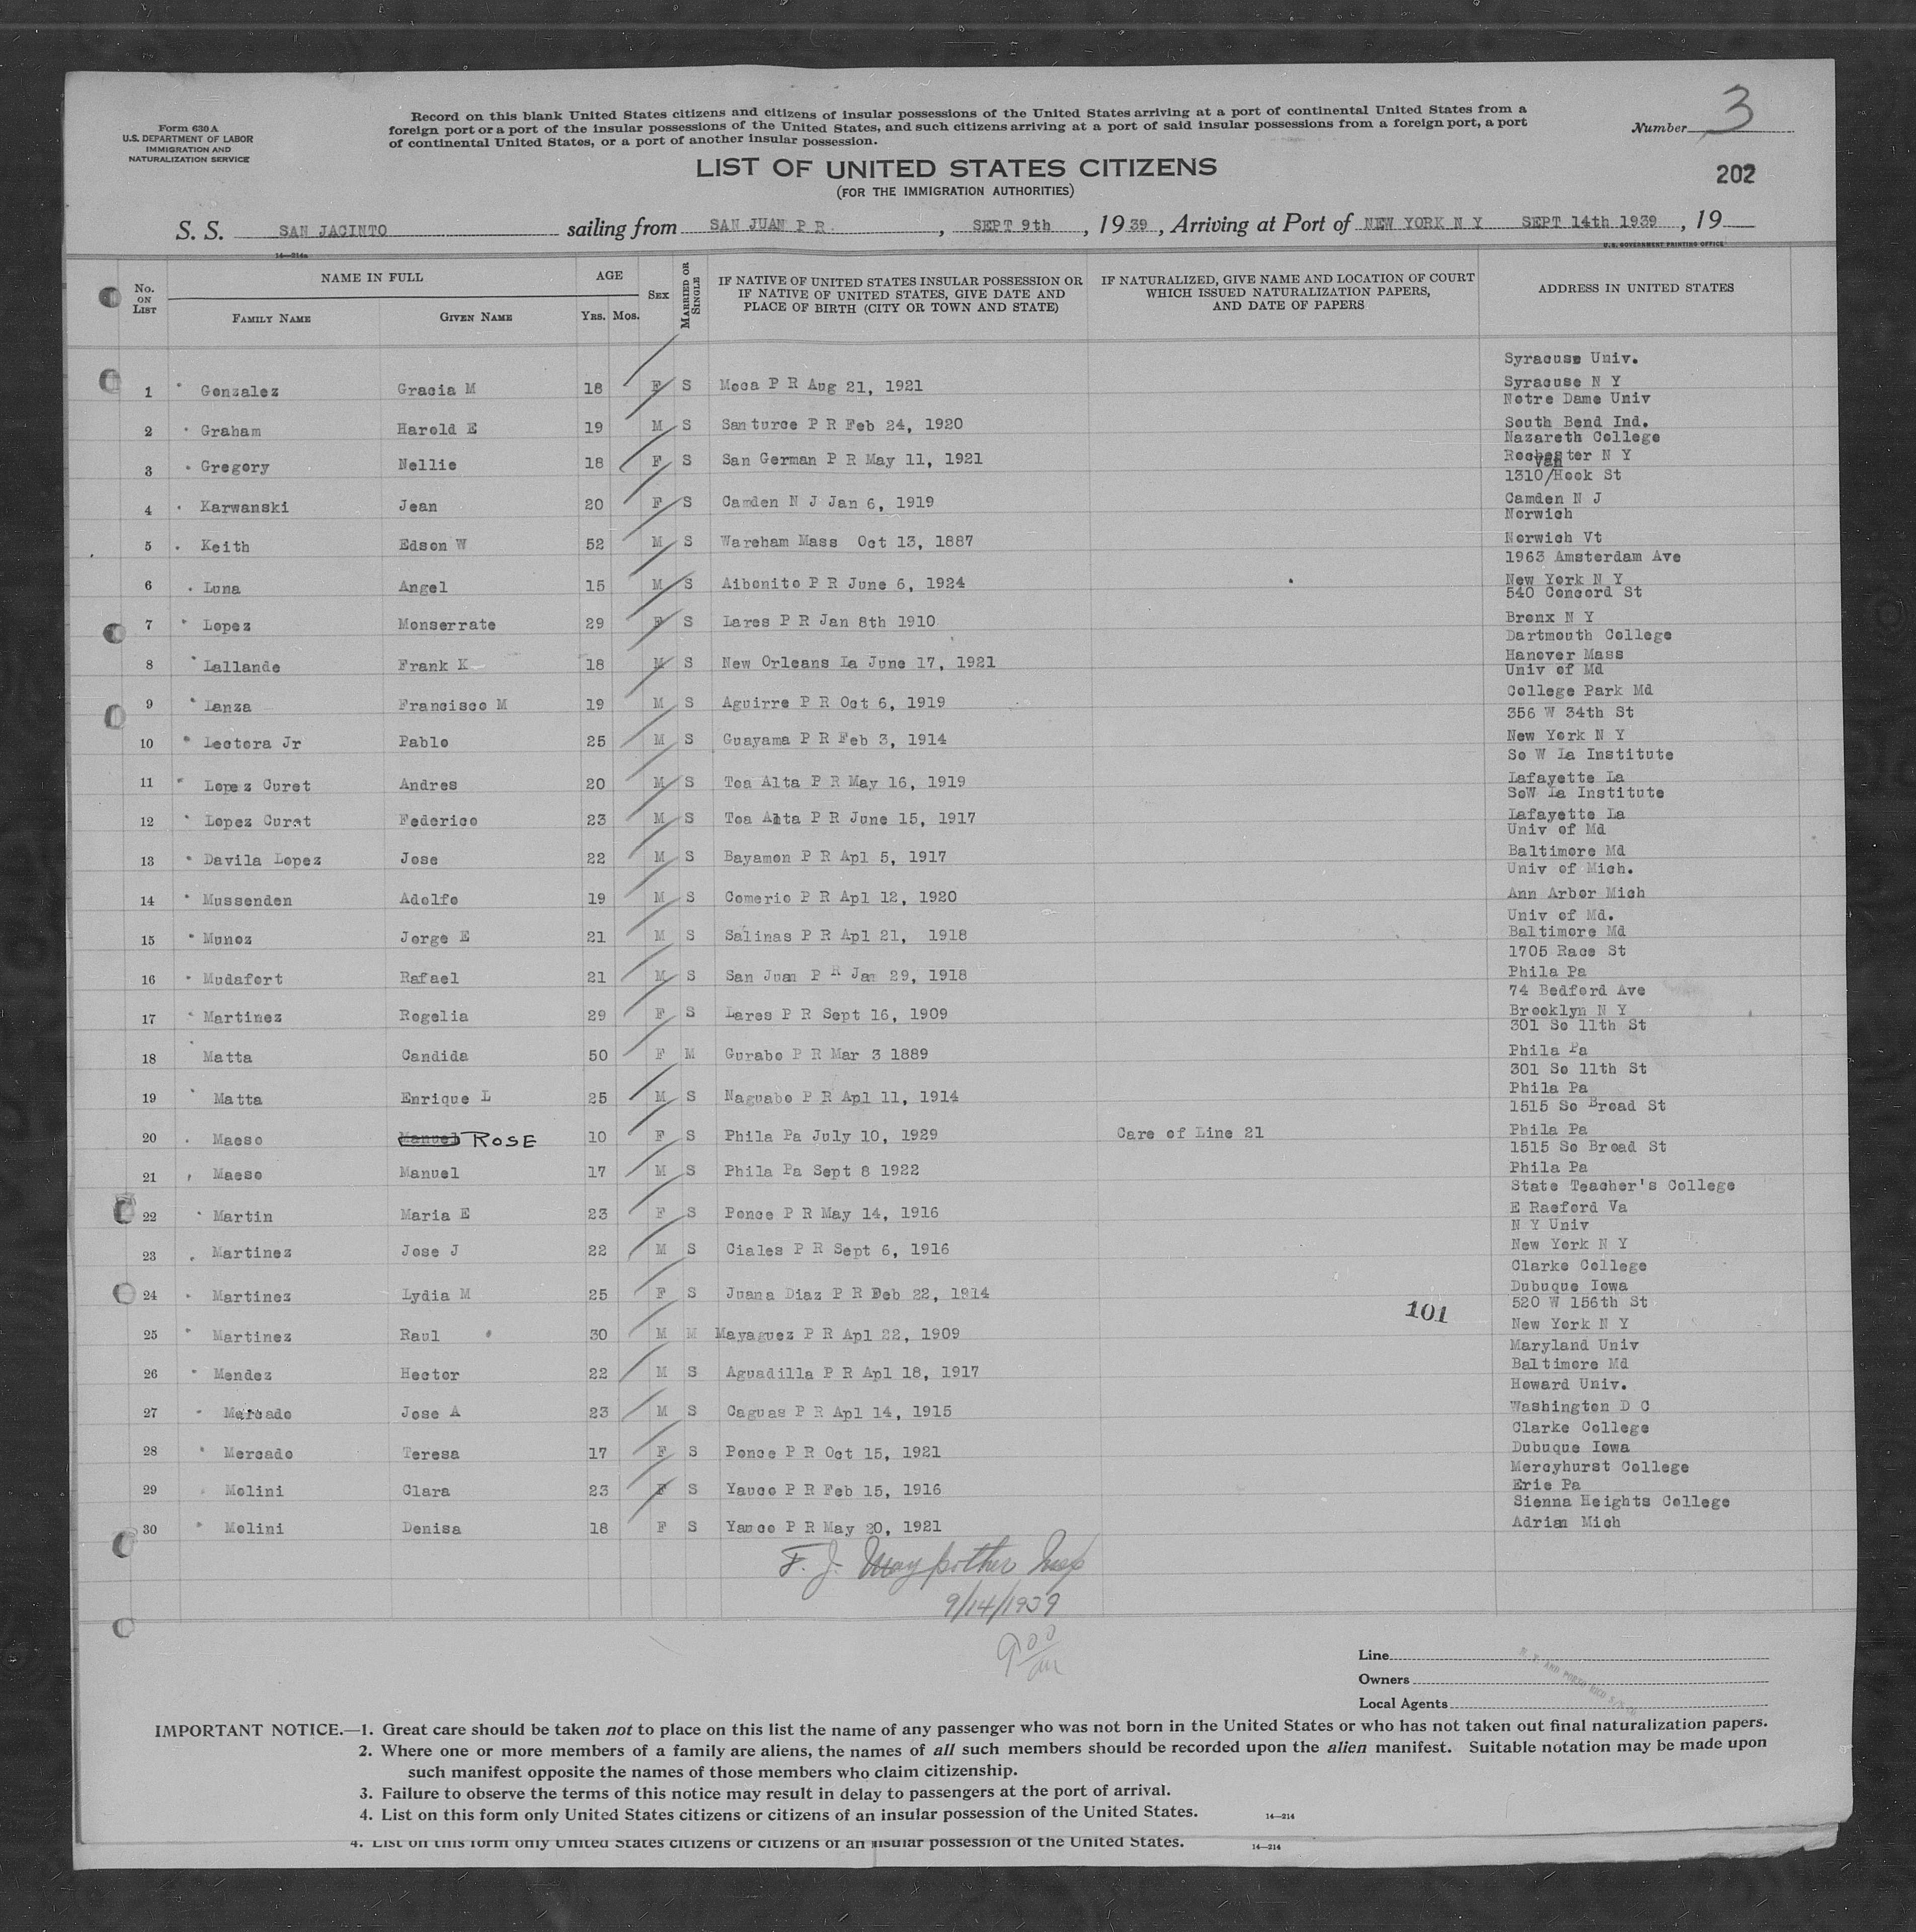 Form 630 A
U.S. DEPARTMENT OF LABOR
IMMIGRATION AND
NATURALIZATION SERVICE
Record on this blank United States citizens and citizens of insular possessions of the United States arriving at a port of continental United States from a
foreign port or a port of the insular possessions of the United States, and such citizens arriving at a port of said insular possessions from a foreign port, a port
of continental United States, or a port of another insular possession.
Number 3
LIST OF UNITED STATES CITIZENS
(FOR THE IMMIGRATION AUTHORITIES)
202
S. S. SAN JACINTO sailing from SAN JUAN P R , SEPT 9th , 19 39 , Arriving at Port of NEW YORK N Y SEPT 14th 1939 , 19
14—214a
U.S. GOVERNMENT PRINTING OFFICE
No. ON LIST NAME IN FULL FAMILY NAME GIVEN NAME AGE YRS. MOS. SEX MARRIED OR SINGLE IF NATIVE OF UNITED STATES INSULAR POSSESSION OR IF NATIVE OF UNITED STATES, GIVE DATE AND PLACE OF BIRTH (CITY OR TOWN AND STATE) IF NATURALIZED, GIVE NAME AND LOCATION OF COURT WHICH ISSUED NATURALIZATION PAPERS, AND DATE OF PAPERS ADDRESS IN UNITED STATES
Syracuse Univ.
1 Gonzalez Gracia M 18 F S Moca P R Aug 21, 1921 Syracuse N Y
Notre Dame Univ
2 Graham Harold E 19 M S Santurce P R Feb 24, 1920 South Bend Ind.
Nazareth College
3 Gregory Nellie 18 F S San German P R May 11, 1921 Rochester N Y
Van
1310/Hook St
4 Karwanski Jean 20 F S Camden N J Jan 6, 1919 Camden N J
Norwich
5 Keith Edson W 52 M S Wareham Mass Oct 13, 1887 Norwich Vt
1963 Amsterdam Ave
6 Luna Angel 15 M S Aibonito P R June 6, 1924 New York N Y
540 Concord St
7 Lopez Monserrate 29 F S Lares P R Jan 8th 1910 Bronx N Y
Dartmouth College
8 Lallande Frank K 18 M S New Orleans La June 17, 1921 Hanover Mass
Univ of Md
9 Lanza Francisco M 19 M S Aguirre P R Oct 6, 1919 College Park Md
356 W 34th St
10 Lectora Jr Pablo 25 M S Guayama P R Feb 3, 1914 New York N Y
So W La Institute
11 Lopez Curet Andres 20 M S Toa Alta P R May 16, 1919 Lafayette La
SoW La Institute
12 Lopez Curet Federico 23 M S Toa Alta P R June 15, 1917 Lafayette La
Univ of Md
13 Davila Lopez Jose 22 M S Bayamon P R Apl 5, 1917 Baltimore Md
Univ of Mich.
14 Mussenden Adolfo 19 M S Comerio P R Apl 12, 1920 Ann Arbor Mich
Univ of Md.
15 Munoz Jorge E 21 M S Salinas P R Apl 21, 1918 Baltimore Md
1705 Race St
16 Mudafort Rafael 21 M S San Juan P R Jan 29, 1918 Phila Pa
74 Bedford Ave
17 Martinez Rogelia 29 F S Lares P R Sept 16, 1909 Brooklyn N Y
301 So 11th St
18 Matta Candida 50 F M Gurabo P R Mar 3 1889 Phila Pa
301 So 11th St
19 Matta Enrique L 25 M S Naguabo P R Apl 11, 1914 Phila Pa
1515 So Broad St
20 Maeso Manuel ROSE 10 F S Phila Pa July 10, 1929 Care of Line 21 Phila Pa
1515 So Broad St
21 Maeso Manuel 17 M S Phila Pa Sept 8 1922 Phila Pa
State Teacher's College
22 Martin Maria E 23 F S Ponce P R May 14, 1916 E Raeford Va
N Y Univ
23 Martinez Jose J 22 M S Ciales P R Sept 6, 1916 New York N Y
Clarke College
24 Martinez Lydia M 25 F S Juana Diaz P R Deb 22, 1914 Dubuque Iowa
101
520 W 156th St
25 Martinez Raul 30 M M Mayaguez P R Apl 22, 1909 New York N Y
Maryland Univ
26 Mendez Hector 22 M S Aguadilla P R Apl 18, 1917 Baltimore Md
Howard Univ.
27 Mercado Jose A 23 M S Caguas P R Apl 14, 1915 Washington D C
Clarke College
28 Mercado Teresa 17 F S Ponce P R Oct 15, 1921 Dubuque Iowa
Mercyhurst College
29 Molini Clara 23 F S Yauco P R Feb 15, 1916 Erie Pa
Sienna Heights College
30 Molini Denisa 18 F S Yauco P R May 20, 1921 Adrian Mich
F. J. Maypother Insp
9/14/1939
9 00/am
Line
Owners
Local Agents
IMPORTANT NOTICE.—1. Great care should be taken not to place on this list the name of any passenger who was not born in the United States or who has not taken out final naturalization papers.
2. Where one or more members of a family are aliens, the names of all such members should be recorded upon the alien manifest. Suitable notation may be made upon
such manifest opposite the names of those members who claim citizenship.
3. Failure to observe the terms of this notice may result in delay to passengers at the port of arrival.
4. List on this form only United States citizens or citizens of an insular possession of the United States.
14—214
4. List on this form only United States citizens or citizens of an insular possession of the United States.
14—214